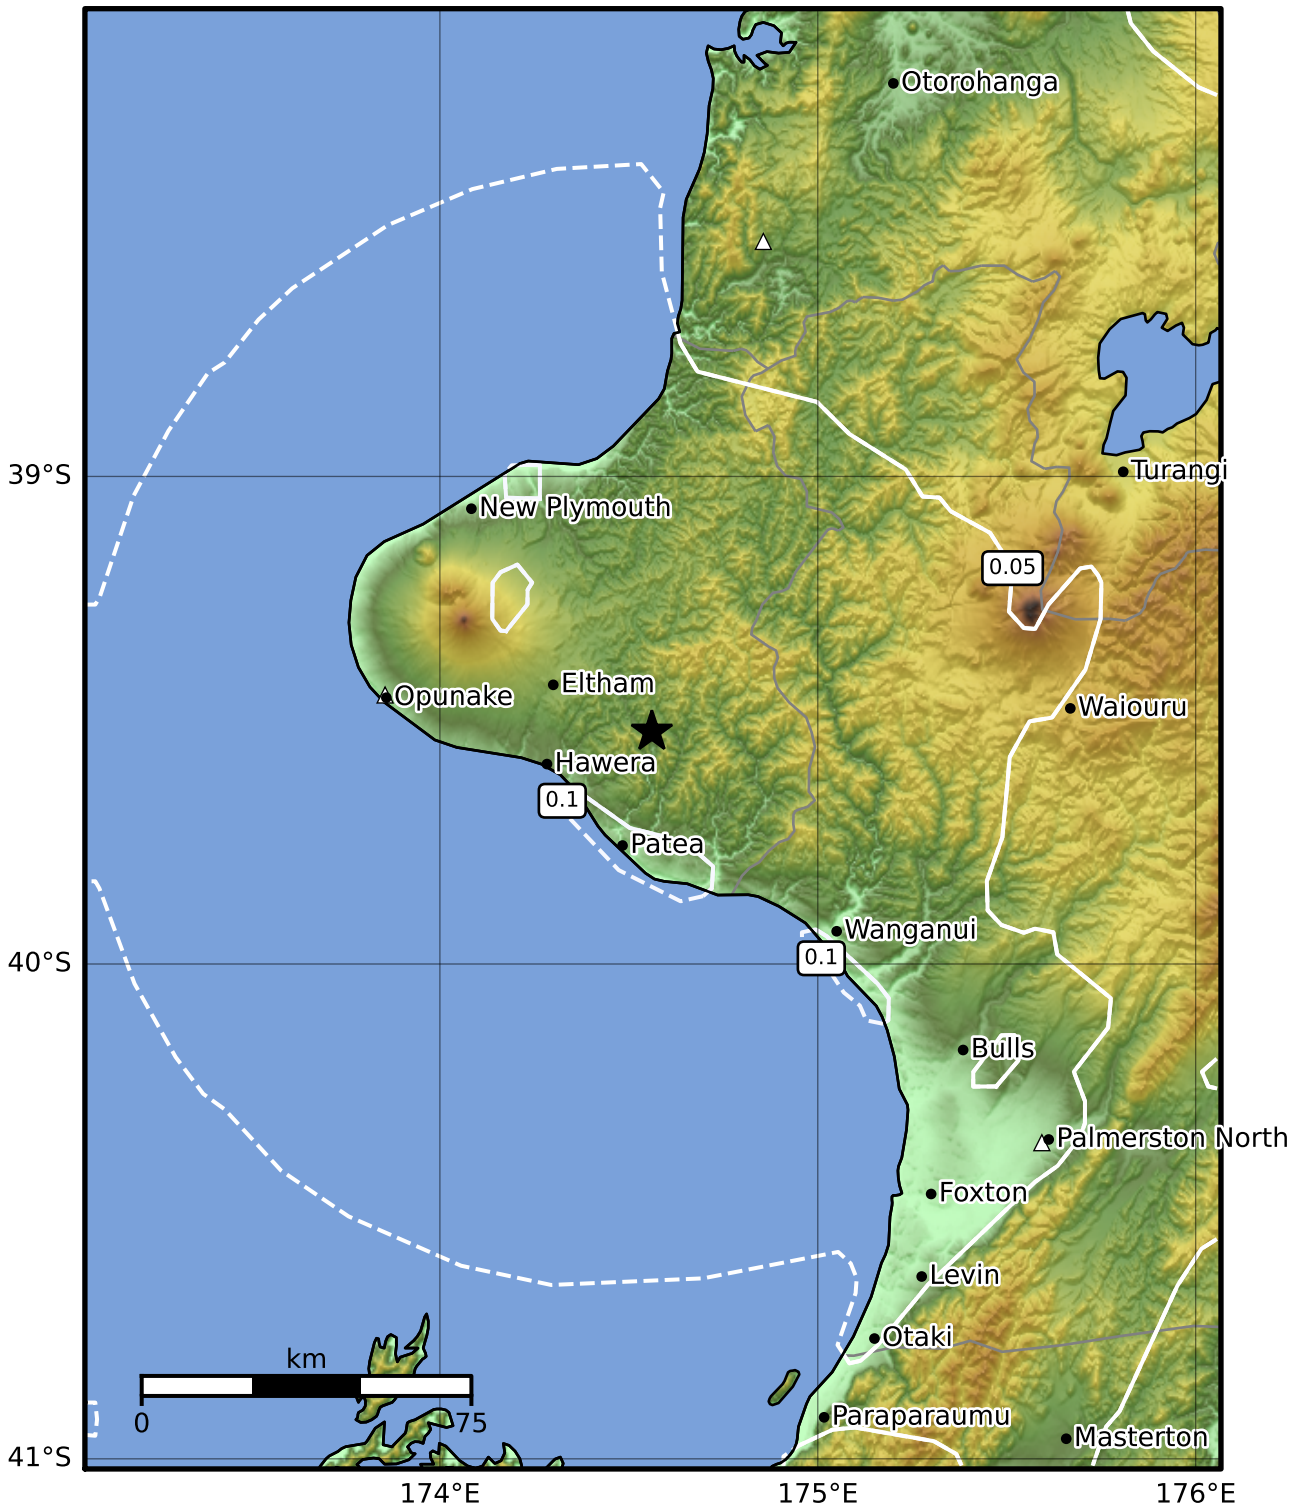 Otorohanga
39°S
Turangi
New Plymouth
0.05
Eltham
Opunake
Waiouru
Hawera
0.1
Patea
Wanganui
0.1
40°S
Bulls
Palmerston North
Foxton
Levin
Otaki
km
0
75
Paraparaumu
Masterton
41°S
174°E
175°E
176°E